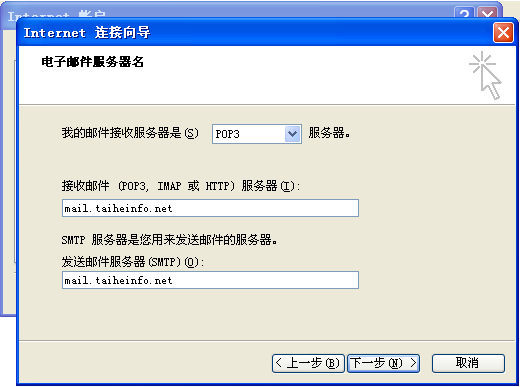 Internet 帐户
Internet 连接向导
电子邮件服务器名
我的邮件接收服务器是(S) POP3 服务器。
接收邮件 (POP3, IMAP 或 HTTP) 服务器(I):
mail.taiheinfo.net
SMTP 服务器是您用来发送邮件的服务器。
发送邮件服务器(SMTP)(O):
mail.taiheinfo.net
< 上一步(B) 下一步(N) > 取消